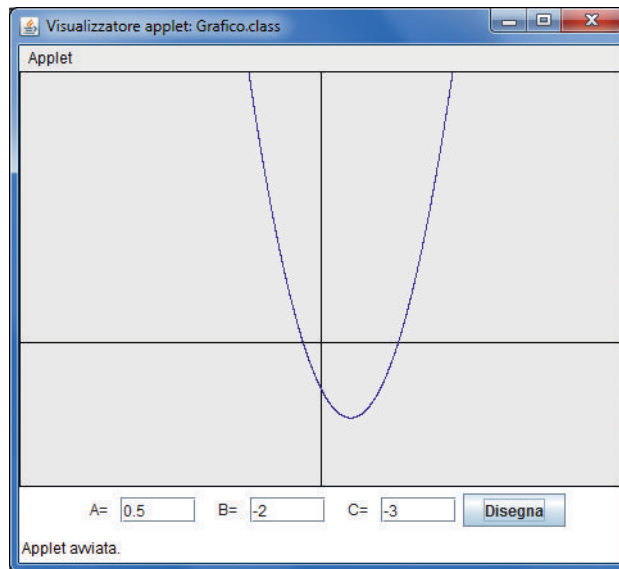 Visualizzatore applet: Grafico.class
Applet
A= 0.5 B= -2 C= -3 Disegna
Applet avviata.